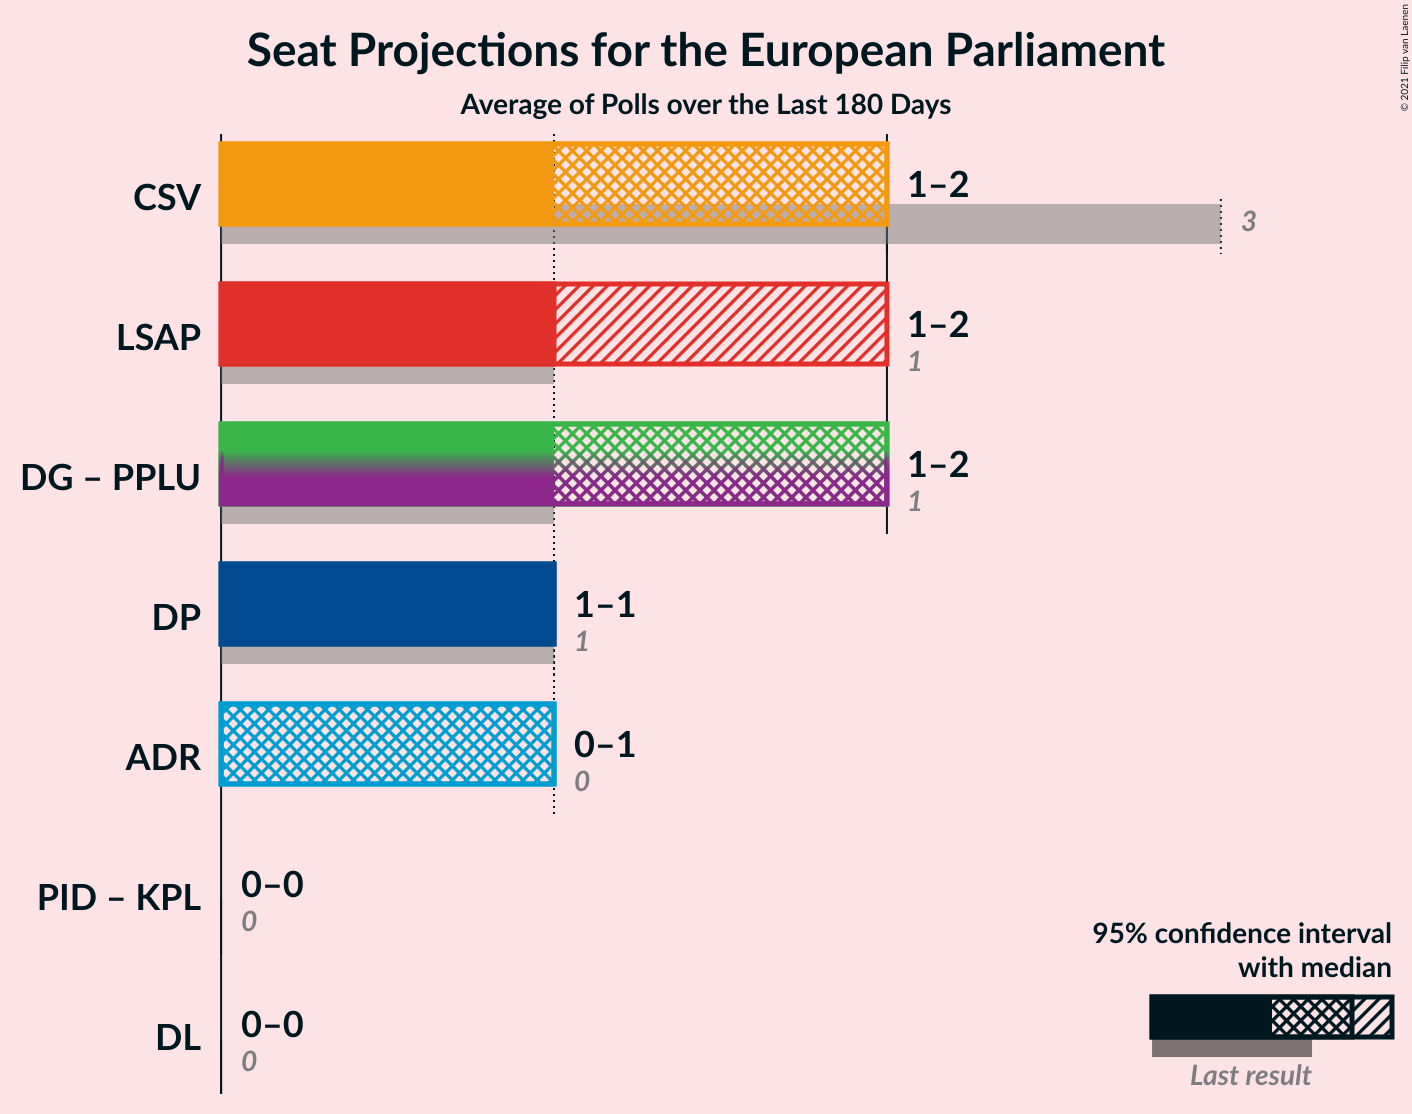 Seat Projections for the European Parliament
Average of Polls over the Last 180 Days
© 2021 Filip van Laenen
CSV
1–2
3
LSAP
1–2
1
DG – PPLU
1–2
1
DP
1–1
1
ADR
0–1
0
PID – KPL
0–0
0
DL
0–0
0
95% confidence interval
with median
Last result